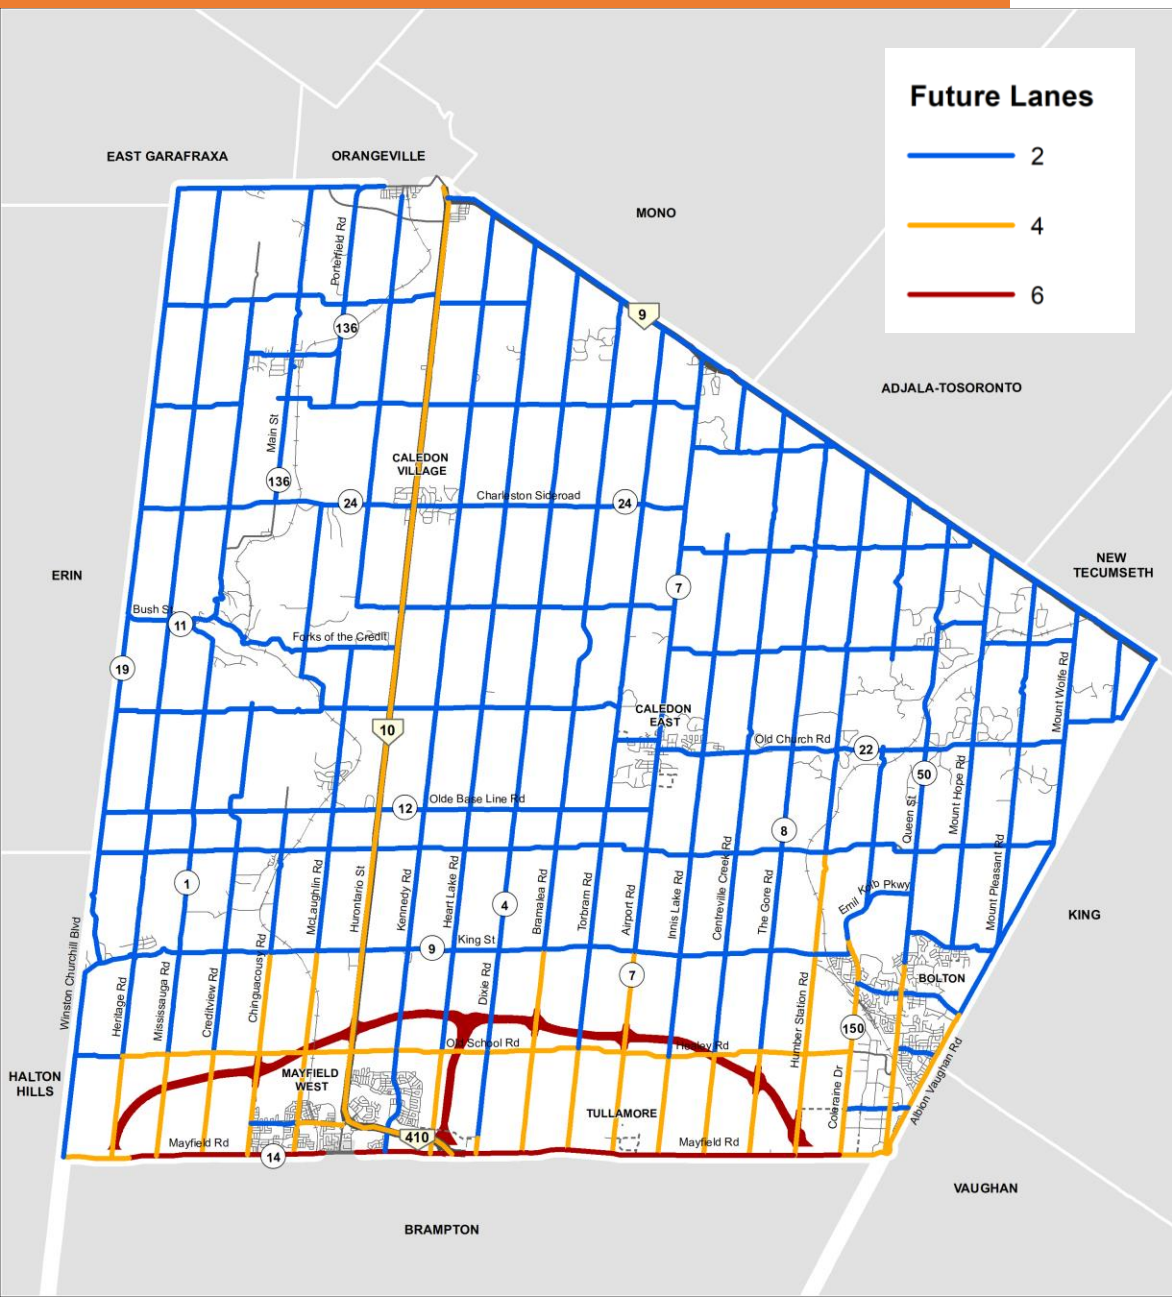 Future Lanes
2
4
6
EAST GARAFRAXA
ORANGEVILLE
MONO
Porterfield Rd
9
136
ADJALA-TOSORONTO
Main St
CALEDON
VILLAGE
136
24
Charleston Sideroad
24
NEW
TECUMSETH
ERIN
7
Bush St
11
Forks of the Credit
19
Mount Wolfe Rd
CALEDON
EAST
10
Old Church Rd
22
50
Mount Hope Rd
Olde Base Line Rd
12
Queen St
8
1
Mount Pleasant Rd
Emil Kolb Pkwy
McLaughlin Rd
Hurontario St
Kennedy Rd
Heart Lake Rd
4
Bramalea Rd
Torbram Rd
Airport Rd
Innis Lake Rd
Centreville Creek Rd
The Gore Rd
KING
9
King St
7
BOLTON
Winston Churchill Blvd
Heritage Rd
Mississauga Rd
Creditview Rd
Chinguacousy Rd
Dixie Rd
Humber Station Rd
150
Old School Rd
Healey Rd
Albion Vaughan Rd
HALTON
HILLS
MAYFIELD
WEST
TULLAMORE
Coleraine Dr
Mayfield Rd
410
Mayfield Rd
14
VAUGHAN
BRAMPTON